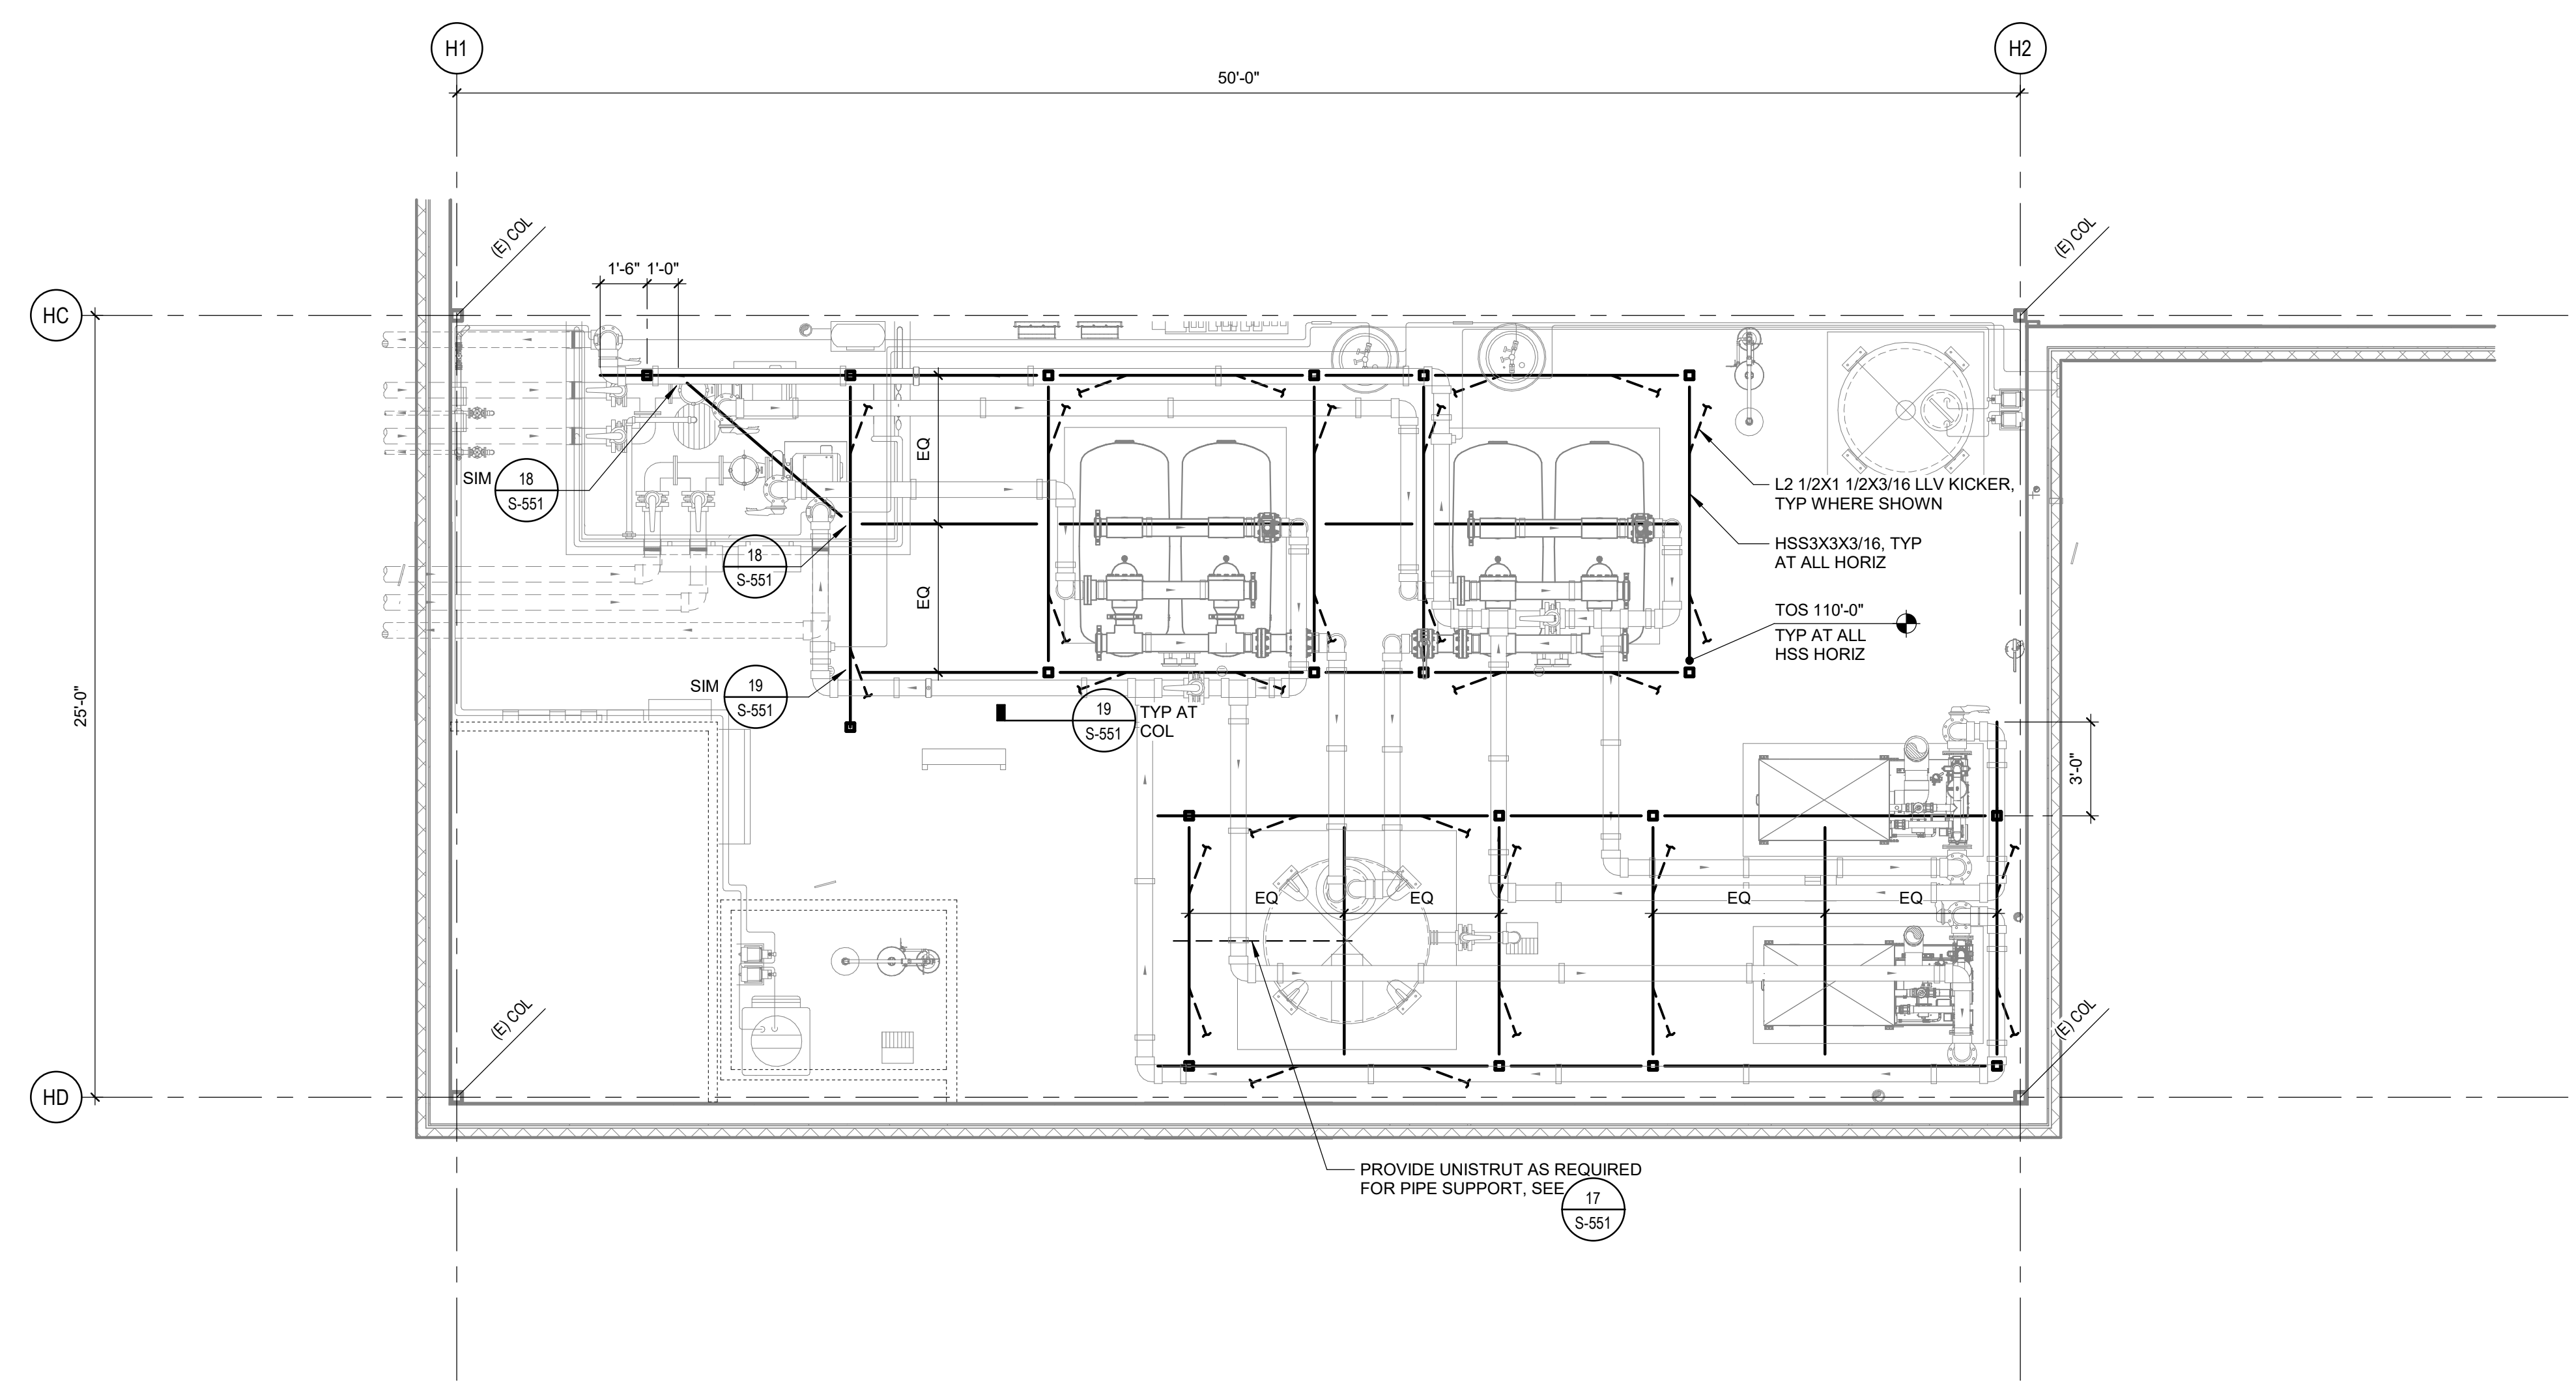 H1
H2
50'-0"
(E) COL
(E) COL
1'-6"
1'-0"
HC
EQ
SIM
18
S-551
L2 1/2X1 1/2X3/16 LLV KICKER,
TYP WHERE SHOWN
18
S-551
HSS3X3X3/16, TYP
AT ALL HORIZ
EQ
TOS 110'-0"
TYP AT ALL
HSS HORIZ
SIM
19
S-551
19
S-551
TYP AT
COL
25'-0"
3'-0"
EQ
EQ
EQ
EQ
(E) COL
(E) COL
HD
PROVIDE UNISTRUT AS REQUIRED
FOR PIPE SUPPORT, SEE
17
S-551